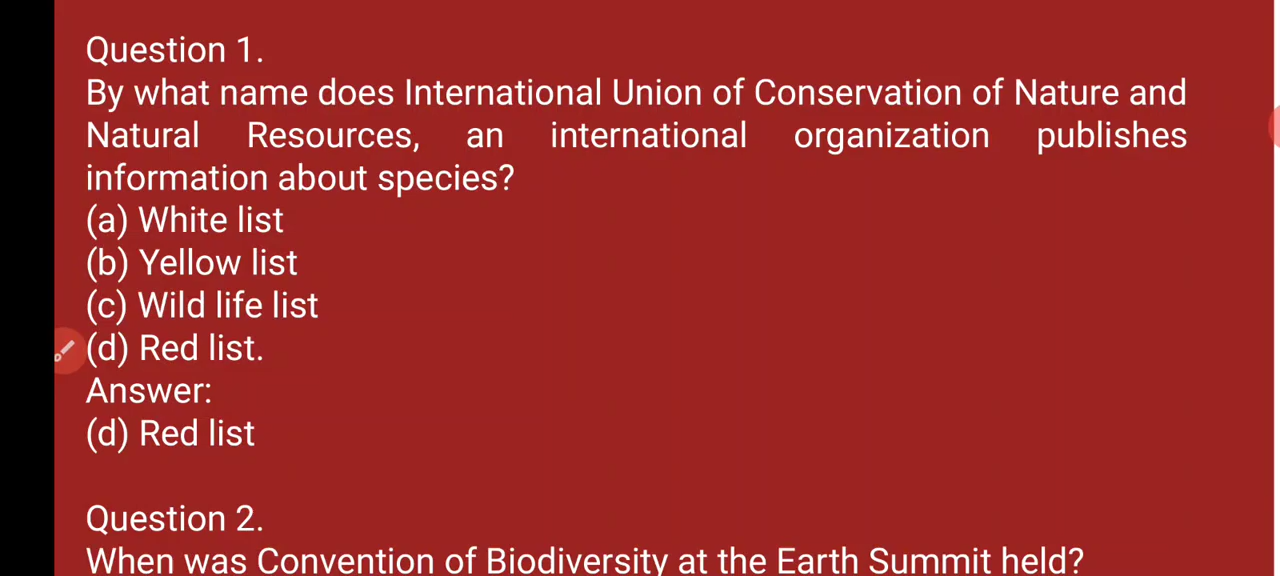 Question 1.
By what name does International Union of Conservation of Nature and
Natural Resources, an international organization publishes
information about species?
(a) White list
(b) Yellow list
(c) Wild life list
(d) Red list.
Answer:
(d) Red list
Question 2.
When was Convention of Biodiversity at the Earth Summit held?